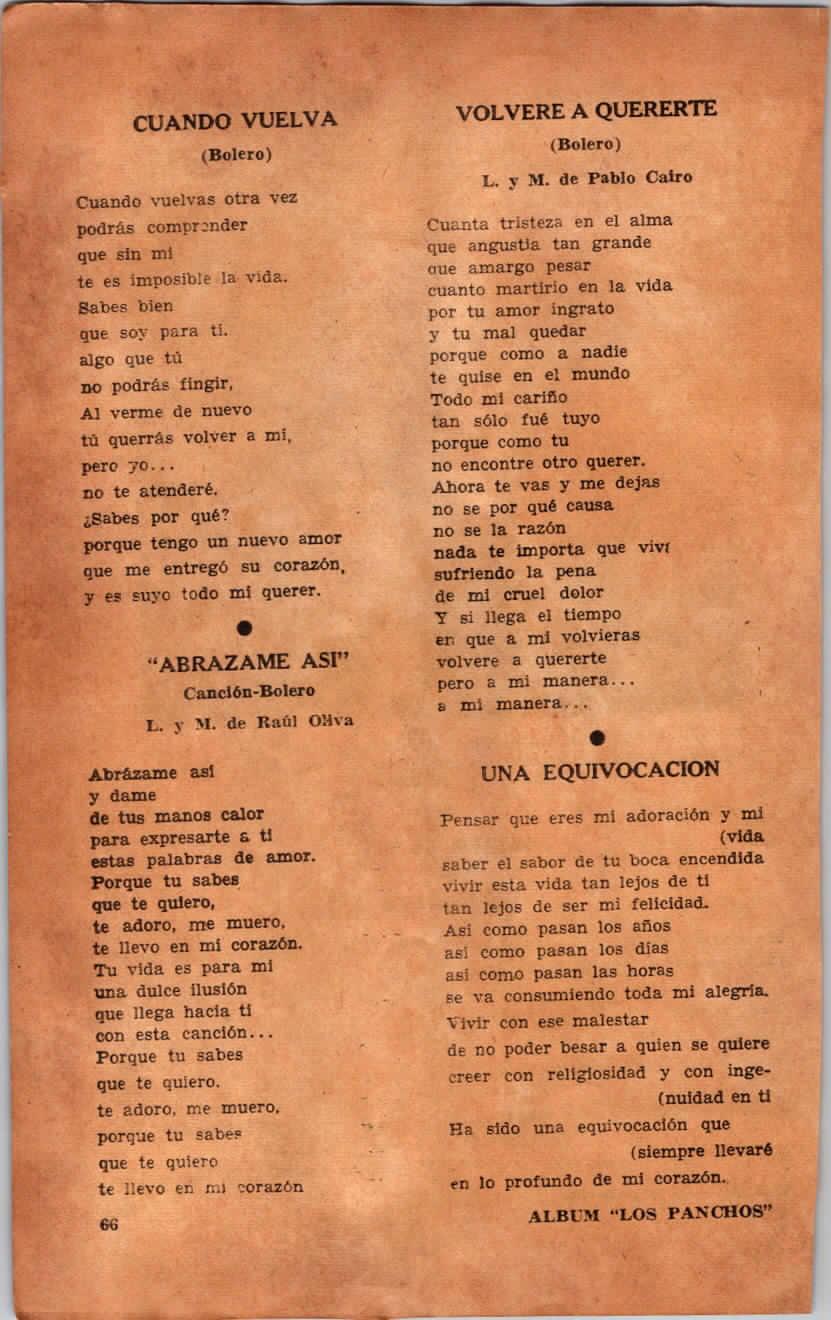 CUANDO VUELVA
(Bolero)
Cuando vuelvas otra vez
podrás comprender
que sin mi
te es imposible la vida.
Sabes bien
que soy para ti.
algo que tú
no podrás fingir,
Al verme de nuevo
tú querrás volver a mí,
pero yo...
no te atenderé.
¿Sabes por qué?
porque tengo un nuevo amor
que me entregó su corazón,
y es suyo todo mi querer.
"ABRAZAME ASI"
Canción-Bolero
L. y M. de Raúl Oliva
Abrázame así
y dame
de tus manos calor
para expresarte a ti
estas palabras de amor.
Porque tu sabes
que te quiero,
te adoro, me muero,
te llevo en mi corazón.
Tu vida es para mi
una dulce ilusión
que llega hacia ti
con esta canción...
Porque tu sabes
que te quiero.
te adoro, me muero,
porque tu sabes
que te quiero
te llevo en mi corazón
66
VOLVERE A QUERERTE
(Bolero)
L. y M. de Pablo Cairo
Cuanta tristeza en el alma
que angustia tan grande
que amargo pesar
cuanto martirio en la vida
por tu amor ingrato
y tu mal quedar
porque como a nadie
te quise en el mundo
Todo mi cariño
tan sólo fué tuyo
porque como tu
no encontre otro querer.
Ahora te vas y me dejas
no se por qué causa
no se la razón
nada te importa que viví
sufriendo la pena
de mi cruel dolor
Y si llega el tiempo
en que a mi volvieras
volvere a quererte
pero a mi manera...
a mi manera...
UNA EQUIVOCACION
Pensar que eres mi adoración y mi
(vida
saber el sabor de tu boca encendida
vivir esta vida tan lejos de ti
tan lejos de ser mi felicidad.
Asi como pasan los años
asi como pasan los días
asi como pasan las horas
se va consumiendo toda mi alegría.
Vivir con ese malestar
de no poder besar a quien se quiere
creer con religiosidad y con inge-
(nuidad en ti
Ha sido una equivocación que
(siempre llevaré
en lo profundo de mi corazón.
ALBUM "LOS PANCHOS"